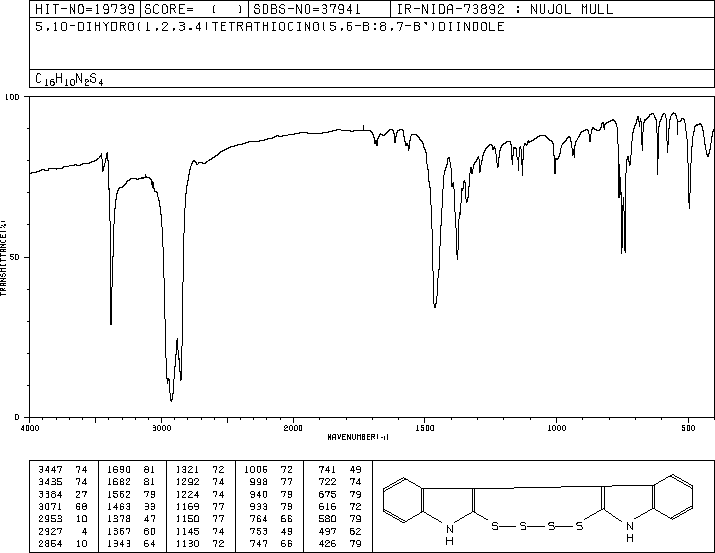 HIT-NO=19739 SCORE= ( ) SDBS-NO=37941 IR-NIDA-73892 : NUJOL MULL
5,10-DIHYDRO(1,2,3,4)TETRATHIOCINO(5,6-B:8,7-B')DIINDOLE
C16H10N2S4
100
50
0
TRANSMITTANCE(%)
4000 3000 2000 1500 1000 500
WAVENUMBER(-1)
3447 74 1690 81 1321 72 1006 72 741 49
3435 74 1682 81 1292 74 998 77 722 74
3384 27 1562 79 1224 74 940 79 675 79
3071 68 1463 33 1169 77 933 79 616 72
2953 10 1378 47 1150 77 764 66 580 79
2927 4 1367 60 1145 74 753 49 497 62
2854 10 1343 64 1130 72 747 66 426 79
N
H
S S S S
N
H